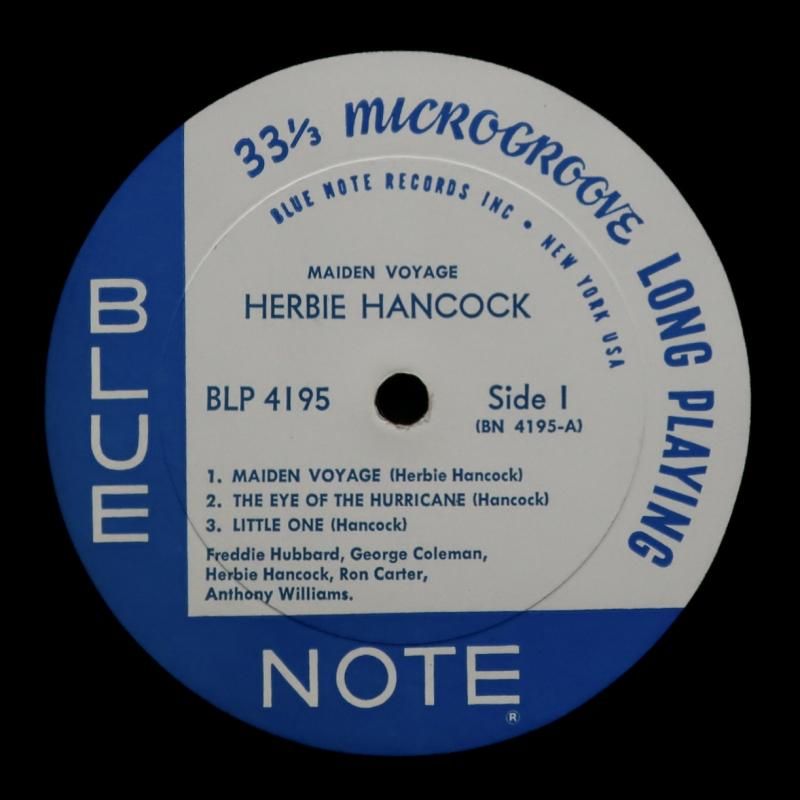 33⅓ MICROGROOVE LONG PLAYING
BLUE NOTE RECORDS INC • NEW YORK USA
MAIDEN VOYAGE
HERBIE HANCOCK
BLP 4195
Side 1
(BN 4195-A)
1. MAIDEN VOYAGE (Herbie Hancock)
2. THE EYE OF THE HURRICANE (Hancock)
3. LITTLE ONE (Hancock)
Freddie Hubbard, George Coleman,
Herbie Hancock, Ron Carter,
Anthony Williams.
BLUE
NOTE
®